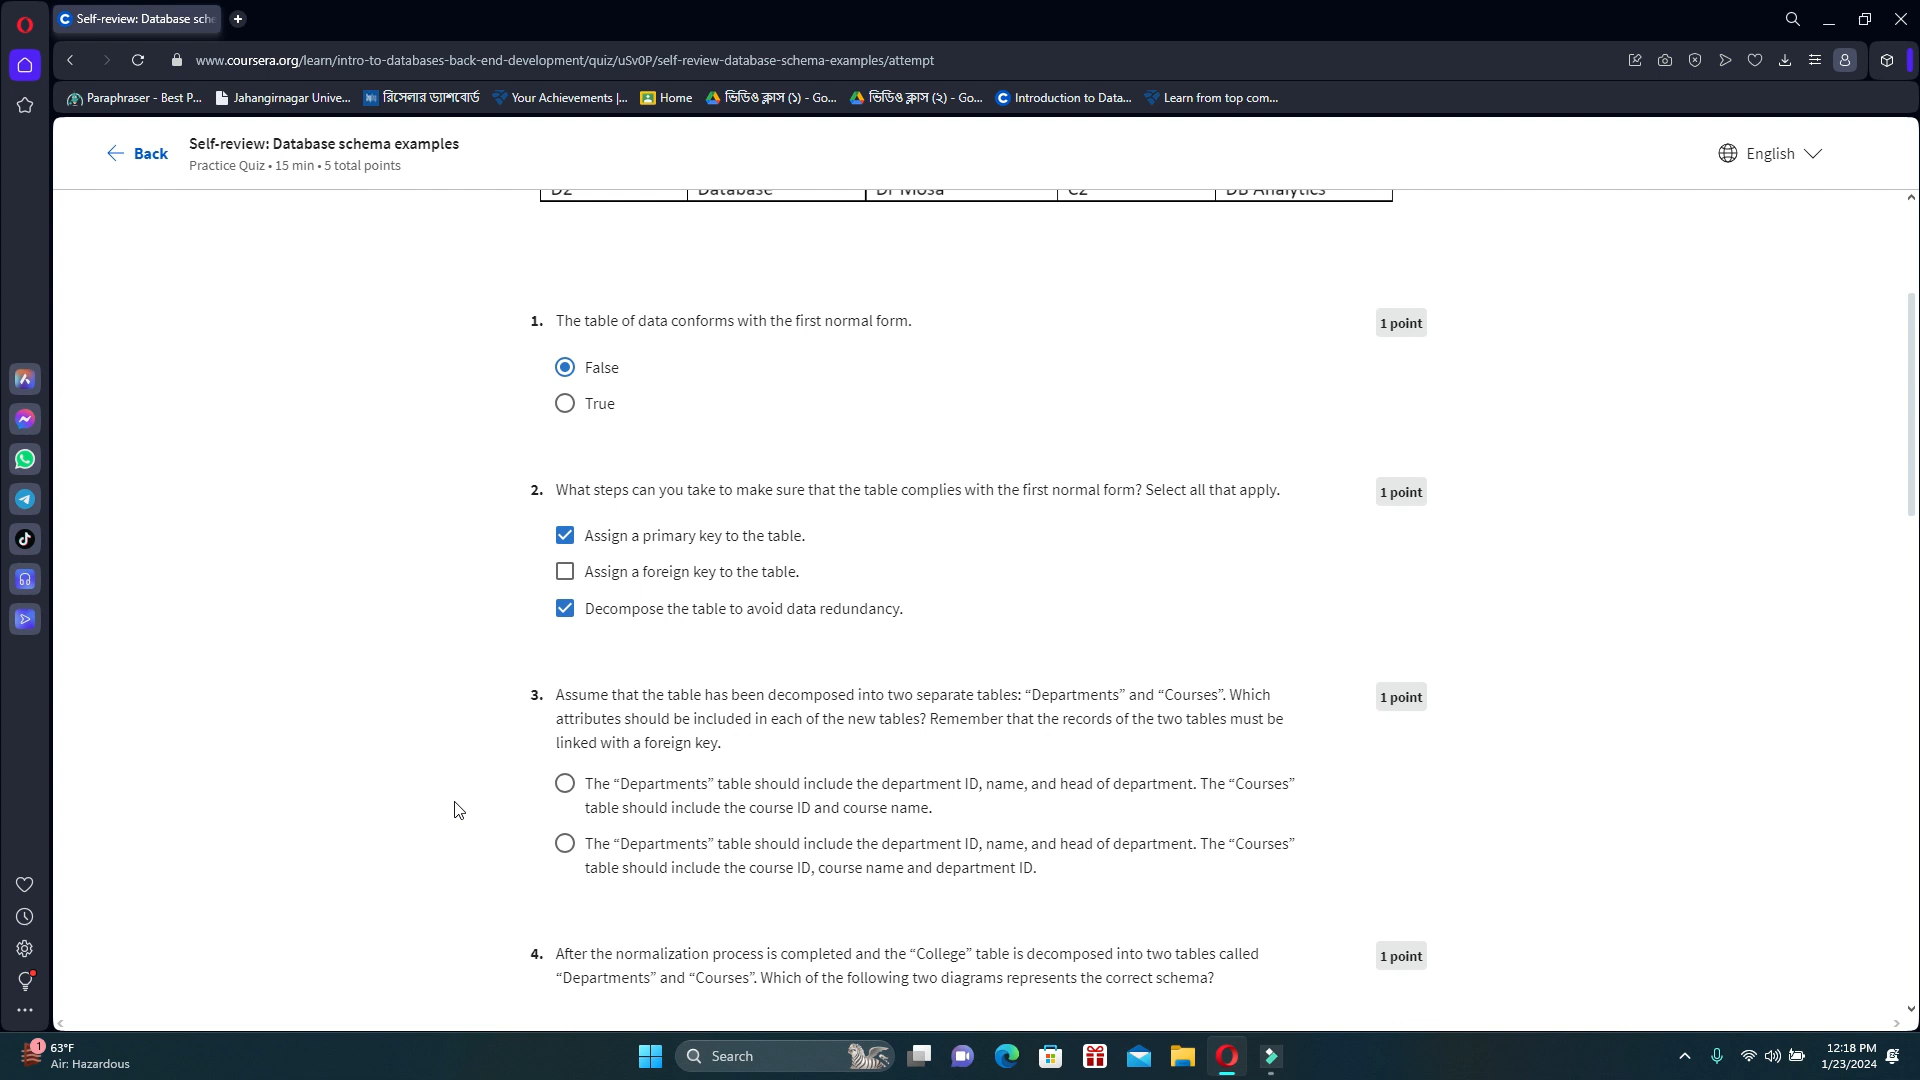 Self-review: Database sche
www.coursera.org/learn/intro-to-databases-back-end-development/quiz/uSv0P/self-review-database-schema-examples/attempt
Paraphraser - Best P... Jahangirnagar Unive... রিসেলার ড্যাশবোর্ড Your Achievements |... Home ভিডিও ক্লাস (১) - Go... ভিডিও ক্লাস (২) - Go... Introduction to Data... Learn from top com...
Back
Self-review: Database schema examples
Practice Quiz • 15 min • 5 total points
English
D2 Database Dr Mosa C2 DB Analytics
1. The table of data conforms with the first normal form.
1 point
False
True
2. What steps can you take to make sure that the table complies with the first normal form? Select all that apply.
1 point
Assign a primary key to the table.
Assign a foreign key to the table.
Decompose the table to avoid data redundancy.
3. Assume that the table has been decomposed into two separate tables: “Departments” and “Courses”. Which
attributes should be included in each of the new tables? Remember that the records of the two tables must be
linked with a foreign key.
1 point
The “Departments” table should include the department ID, name, and head of department. The “Courses”
table should include the course ID and course name.
The “Departments” table should include the department ID, name, and head of department. The “Courses”
table should include the course ID, course name and department ID.
4. After the normalization process is completed and the “College” table is decomposed into two tables called
“Departments” and “Courses”. Which of the following two diagrams represents the correct schema?
1 point
1
63°F
Air: Hazardous
Search
12:18 PM
1/23/2024